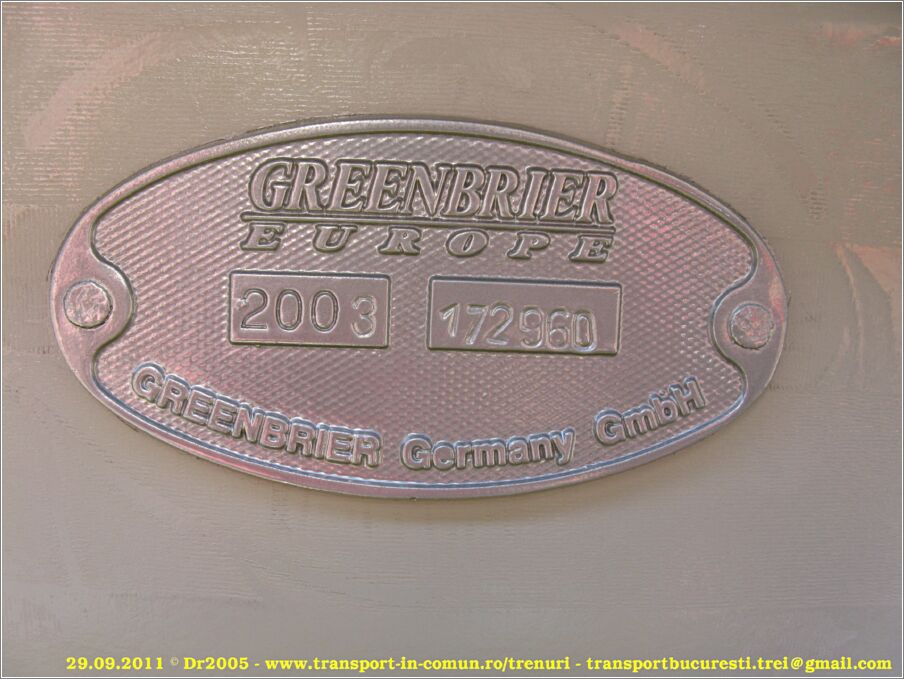 GREENBRIER
EUROPE
2003 172960
GREENBRIER Germany GmbH
29.09.2011 © Dr2005 - www.transport-in-comun.ro/trenuri - transportbucuresti.trei@gmail.com